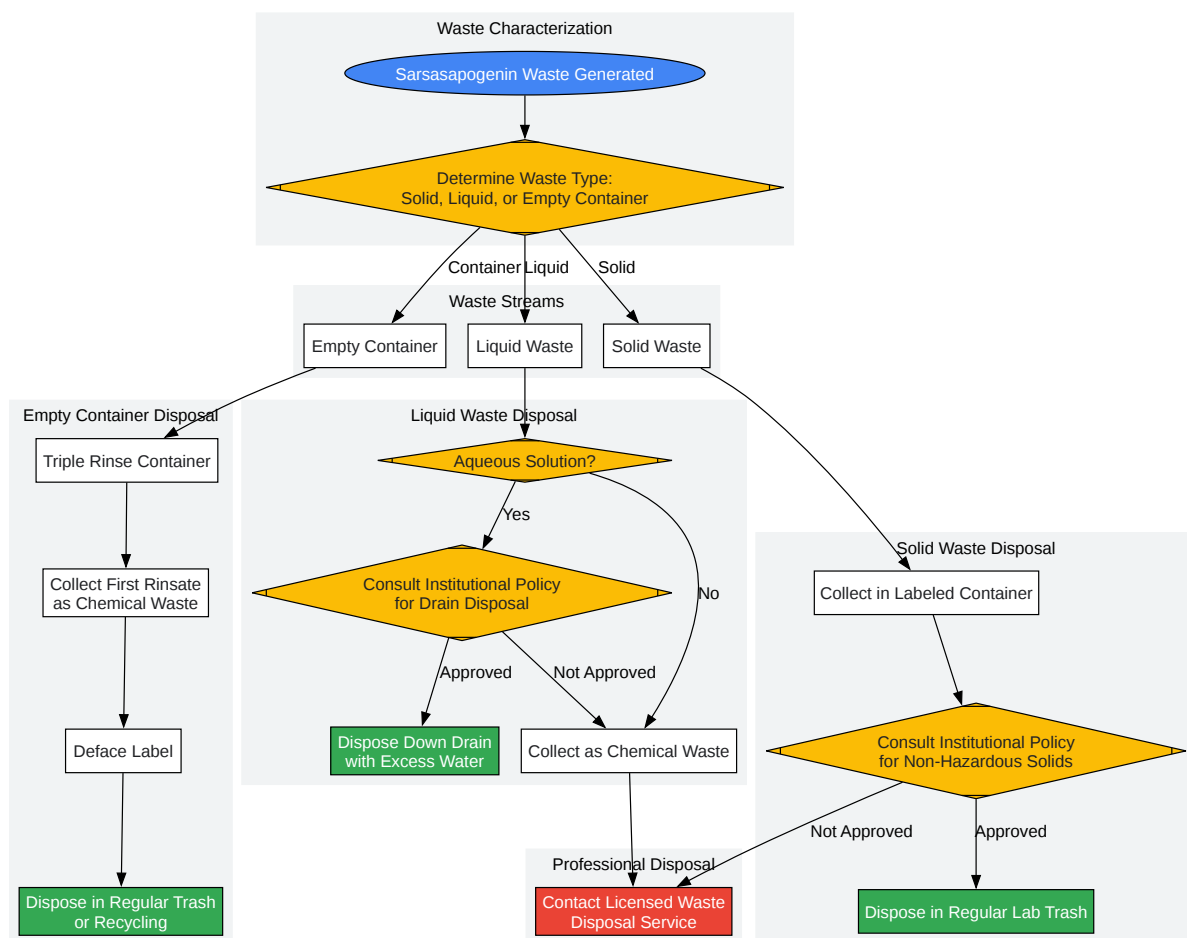 Waste Characterization
Sarsasapogenin Waste Generated
Determine Waste Type:
Solid, Liquid, or Empty Container
Container
Liquid
Solid
Waste Streams
Empty Container
Liquid Waste
Solid Waste
Empty Container Disposal
Triple Rinse Container
Collect First Rinsate
as Chemical Waste
Deface Label
Dispose in Regular Trash
or Recycling
Liquid Waste Disposal
Aqueous Solution?
Yes
No
Consult Institutional Policy
for Drain Disposal
Approved
Not Approved
Dispose Down Drain
with Excess Water
Collect as Chemical Waste
Solid Waste Disposal
Collect in Labeled Container
Consult Institutional Policy
for Non-Hazardous Solids
Not Approved
Approved
Professional Disposal
Contact Licensed Waste
Disposal Service
Dispose in Regular Lab Trash